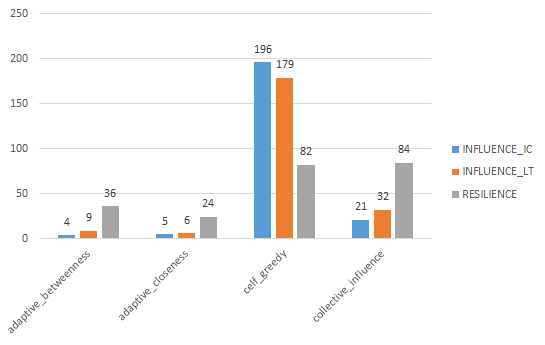 250
200
150
100
50
0
196
179
82
84
36
24
21
32
4
9
5
6
adaptive_betweenness
adaptive_closeness
celf_greedy
collective_influence
INFLUENCE_IC
INFLUENCE_LT
RESILIENCE